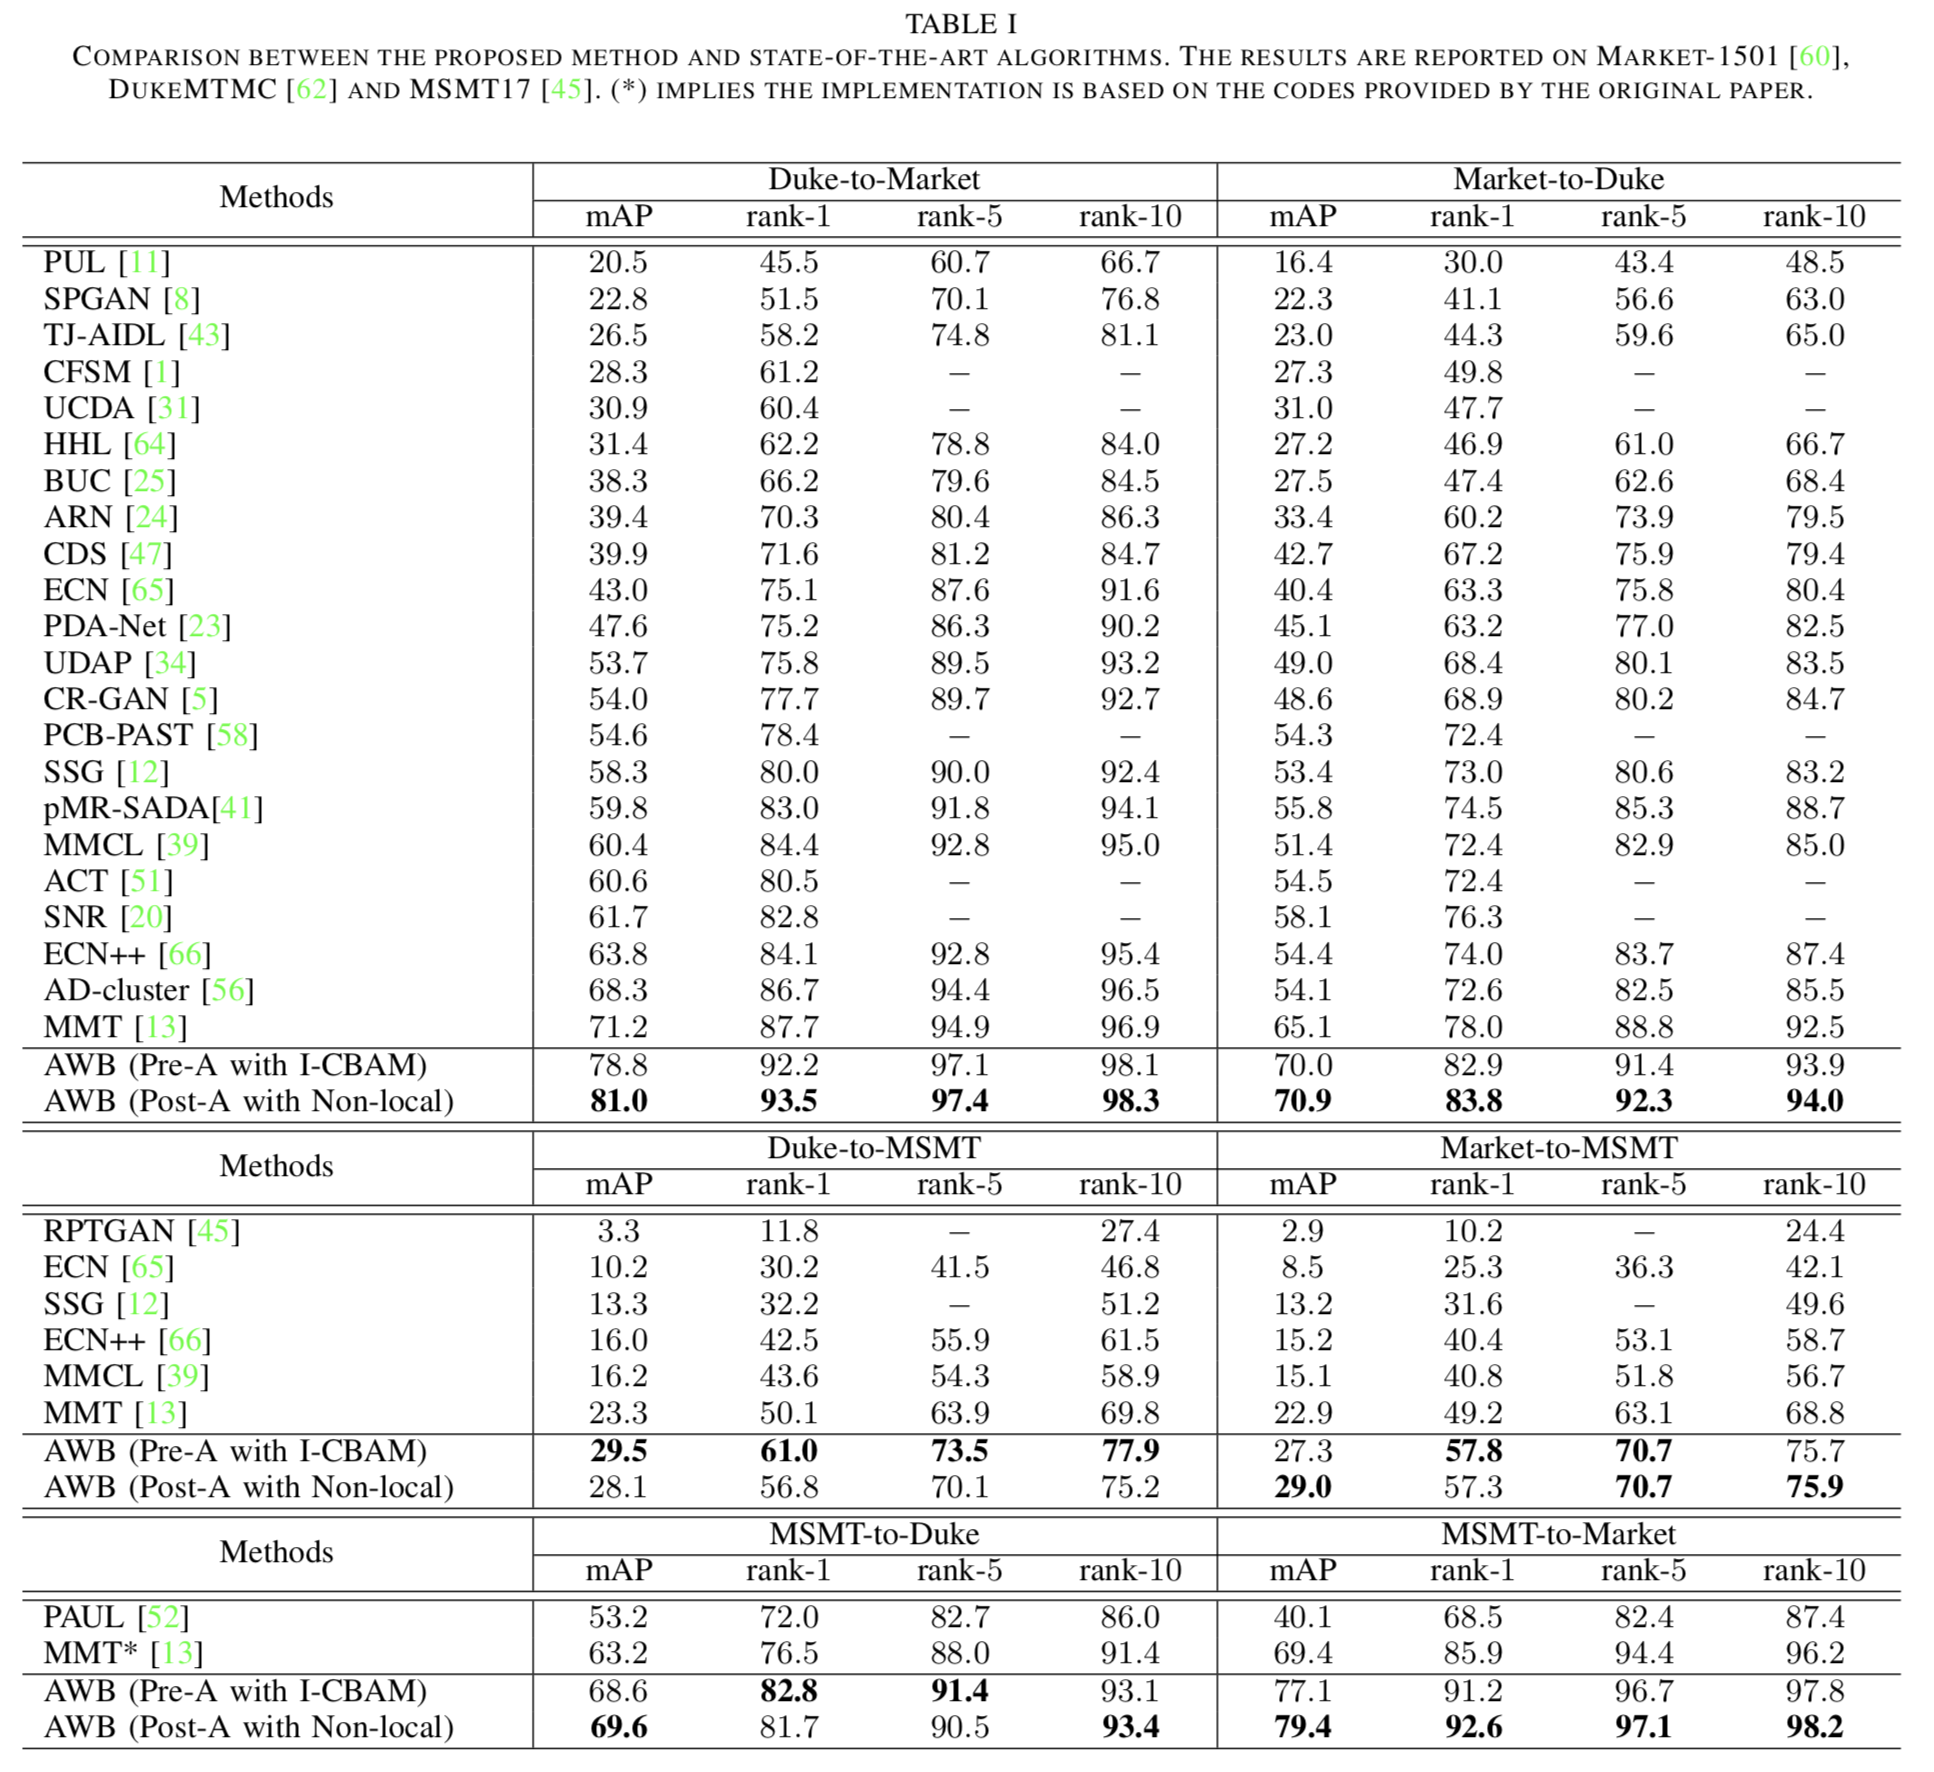 TABLE I
COMPARISON BETWEEN THE PROPOSED METHOD AND STATE-OF-THE-ART ALGORITHMS. THE RESULTS ARE REPORTED ON MARKET-1501 [60],
DUKEMTMC [62] AND MSMT17 [45]. (*) IMPLIES THE IMPLEMENTATION IS BASED ON THE CODES PROVIDED BY THE ORIGINAL PAPER.
Methods Duke-to-Market Market-to-Duke
mAP rank-1 rank-5 rank-10 mAP rank-1 rank-5 rank-10
PUL [11] 20.5 45.5 60.7 66.7 16.4 30.0 43.4 48.5
SPGAN [8] 22.8 51.5 70.1 76.8 22.3 41.1 56.6 63.0
TJ-AIDL [43] 26.5 58.2 74.8 81.1 23.0 44.3 59.6 65.0
CFSM [1] 28.3 61.2 – – 27.3 49.8 – –
UCDA [31] 30.9 60.4 – – 31.0 47.7 – –
HHL [64] 31.4 62.2 78.8 84.0 27.2 46.9 61.0 66.7
BUC [25] 38.3 66.2 79.6 84.5 27.5 47.4 62.6 68.4
ARN [24] 39.4 70.3 80.4 86.3 33.4 60.2 73.9 79.5
CDS [47] 39.9 71.6 81.2 84.7 42.7 67.2 75.9 79.4
ECN [65] 43.0 75.1 87.6 91.6 40.4 63.3 75.8 80.4
PDA-Net [23] 47.6 75.2 86.3 90.2 45.1 63.2 77.0 82.5
UDAP [34] 53.7 75.8 89.5 93.2 49.0 68.4 80.1 83.5
CR-GAN [5] 54.0 77.7 89.7 92.7 48.6 68.9 80.2 84.7
PCB-PAST [58] 54.6 78.4 – – 54.3 72.4 – –
SSG [12] 58.3 80.0 90.0 92.4 53.4 73.0 80.6 83.2
pMR-SADA[41] 59.8 83.0 91.8 94.1 55.8 74.5 85.3 88.7
MMCL [39] 60.4 84.4 92.8 95.0 51.4 72.4 82.9 85.0
ACT [51] 60.6 80.5 – – 54.5 72.4 – –
SNR [20] 61.7 82.8 – – 58.1 76.3 – –
ECN++ [66] 63.8 84.1 92.8 95.4 54.4 74.0 83.7 87.4
AD-cluster [56] 68.3 86.7 94.4 96.5 54.1 72.6 82.5 85.5
MMT [13] 71.2 87.7 94.9 96.9 65.1 78.0 88.8 92.5
AWB (Pre-A with I-CBAM) 78.8 92.2 97.1 98.1 70.0 82.9 91.4 93.9
AWB (Post-A with Non-local) 81.0 93.5 97.4 98.3 70.9 83.8 92.3 94.0
Methods Duke-to-MSMT Market-to-MSMT
mAP rank-1 rank-5 rank-10 mAP rank-1 rank-5 rank-10
RPTGAN [45] 3.3 11.8 – 27.4 2.9 10.2 – 24.4
ECN [65] 10.2 30.2 41.5 46.8 8.5 25.3 36.3 42.1
SSG [12] 13.3 32.2 – 51.2 13.2 31.6 – 49.6
ECN++ [66] 16.0 42.5 55.9 61.5 15.2 40.4 53.1 58.7
MMCL [39] 16.2 43.6 54.3 58.9 15.1 40.8 51.8 56.7
MMT [13] 23.3 50.1 63.9 69.8 22.9 49.2 63.1 68.8
AWB (Pre-A with I-CBAM) 29.5 61.0 73.5 77.9 27.3 57.8 70.7 75.7
AWB (Post-A with Non-local) 28.1 56.8 70.1 75.2 29.0 57.3 70.7 75.9
Methods MSMT-to-Duke MSMT-to-Market
mAP rank-1 rank-5 rank-10 mAP rank-1 rank-5 rank-10
PAUL [52] 53.2 72.0 82.7 86.0 40.1 68.5 82.4 87.4
MMT* [13] 63.2 76.5 88.0 91.4 69.4 85.9 94.4 96.2
AWB (Pre-A with I-CBAM) 68.6 82.8 91.4 93.1 77.1 91.2 96.7 97.8
AWB (Post-A with Non-local) 69.6 81.7 90.5 93.4 79.4 92.6 97.1 98.2